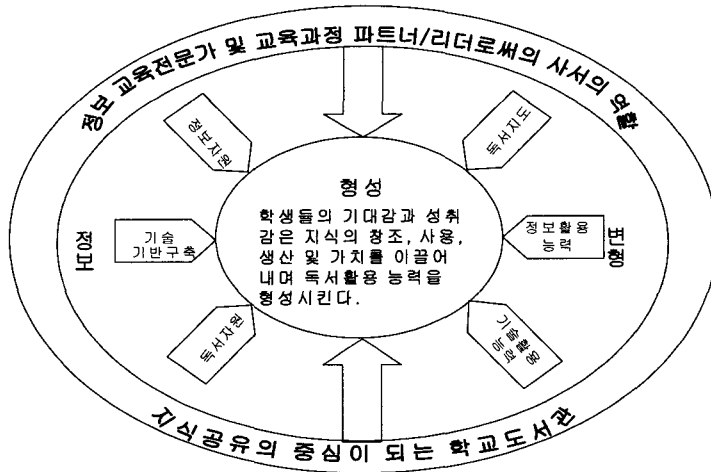 정보 교육전문가 및 교육과정 파트너/리더로써의 사서의 역할
정보자원
독서지도
형성
학생들의 기대감과 성취
감은 지식의 창조, 사용,
생산 및 가치를 이끌어
내며 독서활용 능력을
형성시킨다.
정보
기술
기반구축
정보활용
능력
변형
독서자원
기술활용
능력
지식공유의 중심이 되는 학교도서관